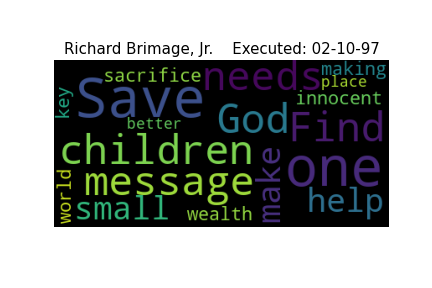 Richard Brimage, Jr. Executed: 02-10-97
sacrifice needs making
key Save place
God innocent
better Find
children one
message make
world small wealth help